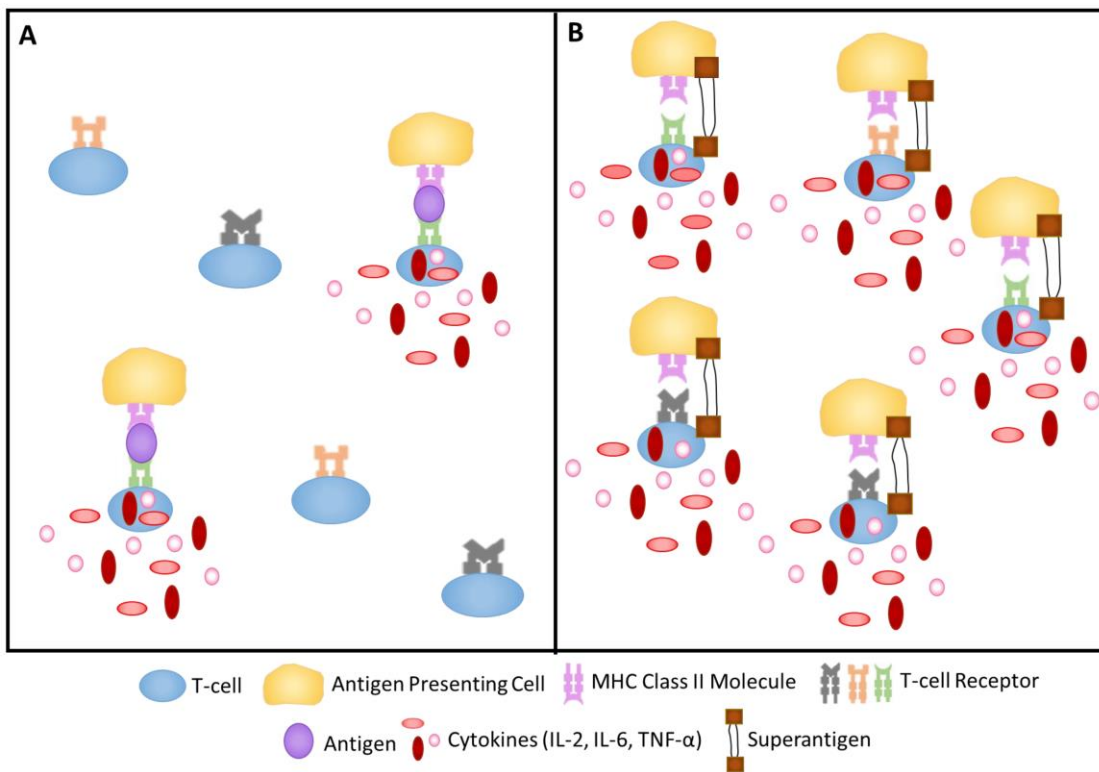 A
B
T-cell
Antigen Presenting Cell
MHC Class II Molecule
T-cell Receptor
Antigen
Cytokines (IL-2, IL-6, TNF-α)
Superantigen